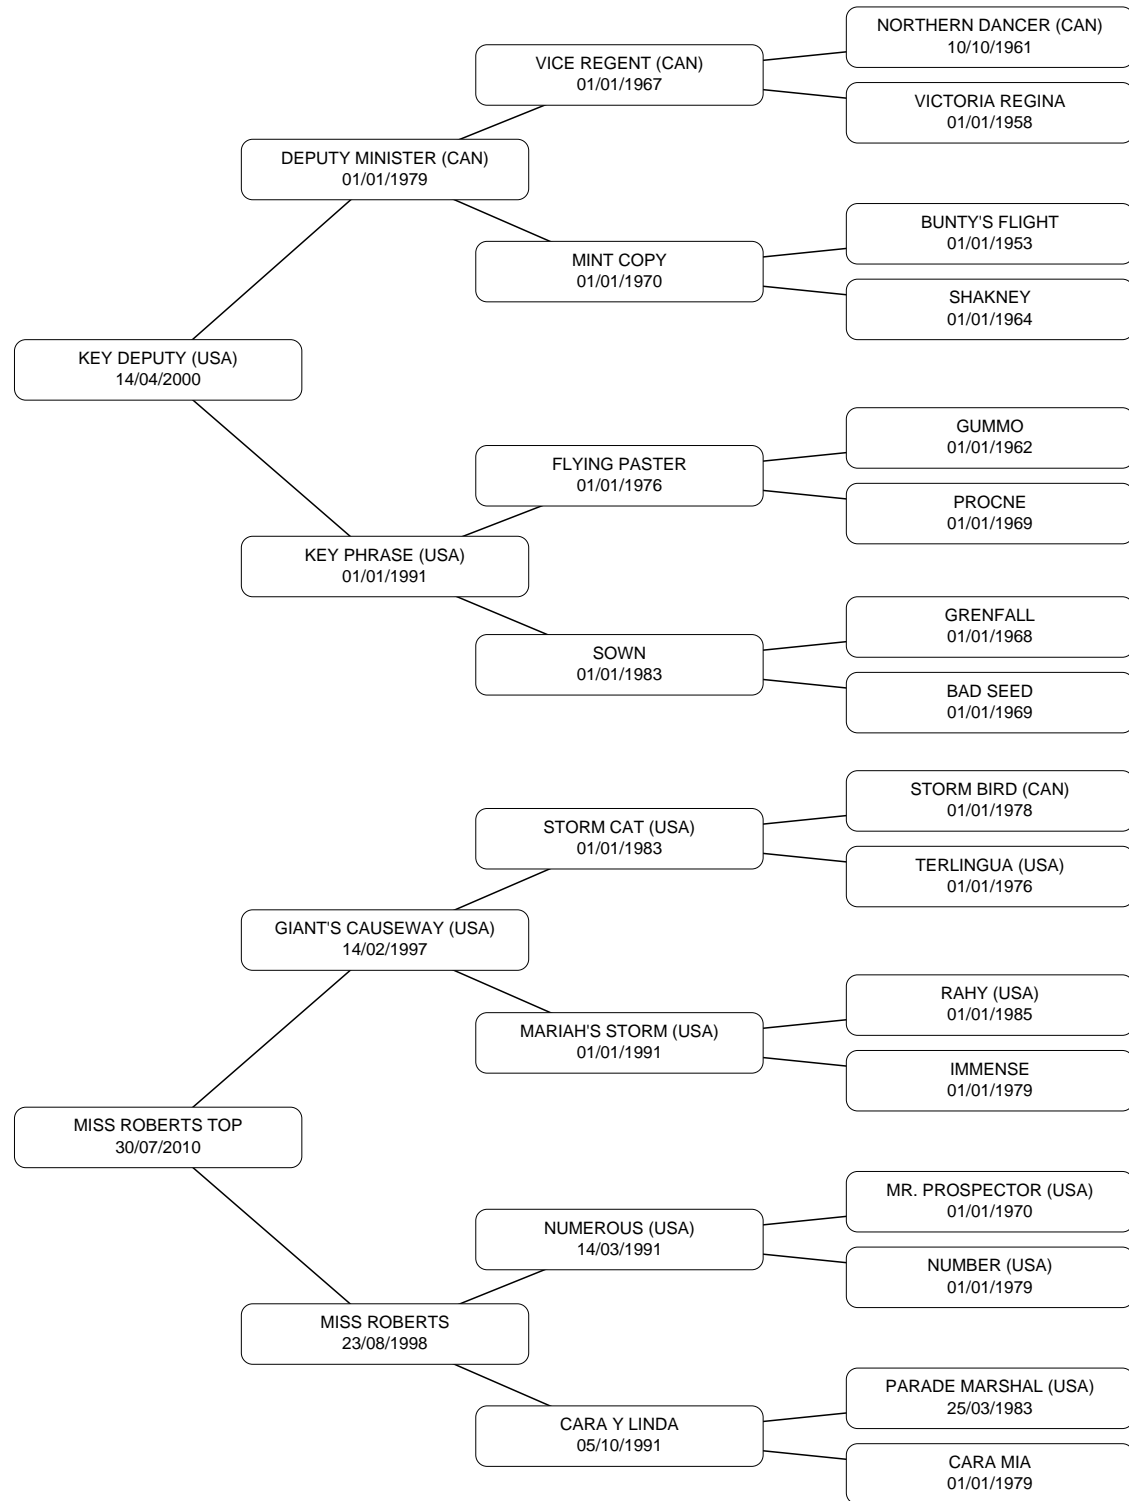 NORTHERN DANCER (CAN)
10/10/1961
VICE REGENT (CAN)
01/01/1967
VICTORIA REGINA
01/01/1958
DEPUTY MINISTER (CAN)
01/01/1979
BUNTY'S FLIGHT
01/01/1953
MINT COPY
01/01/1970
SHAKNEY
01/01/1964
KEY DEPUTY (USA)
14/04/2000
GUMMO
01/01/1962
FLYING PASTER
01/01/1976
PROCNE
01/01/1969
KEY PHRASE (USA)
01/01/1991
GRENFALL
01/01/1968
SOWN
01/01/1983
BAD SEED
01/01/1969
STORM BIRD (CAN)
01/01/1978
STORM CAT (USA)
01/01/1983
TERLINGUA (USA)
01/01/1976
GIANT'S CAUSEWAY (USA)
14/02/1997
RAHY (USA)
01/01/1985
MARIAH'S STORM (USA)
01/01/1991
IMMENSE
01/01/1979
MISS ROBERTS TOP
30/07/2010
MR. PROSPECTOR (USA)
01/01/1970
NUMEROUS (USA)
14/03/1991
NUMBER (USA)
01/01/1979
MISS ROBERTS
23/08/1998
PARADE MARSHAL (USA)
25/03/1983
CARA Y LINDA
05/10/1991
CARA MIA
01/01/1979